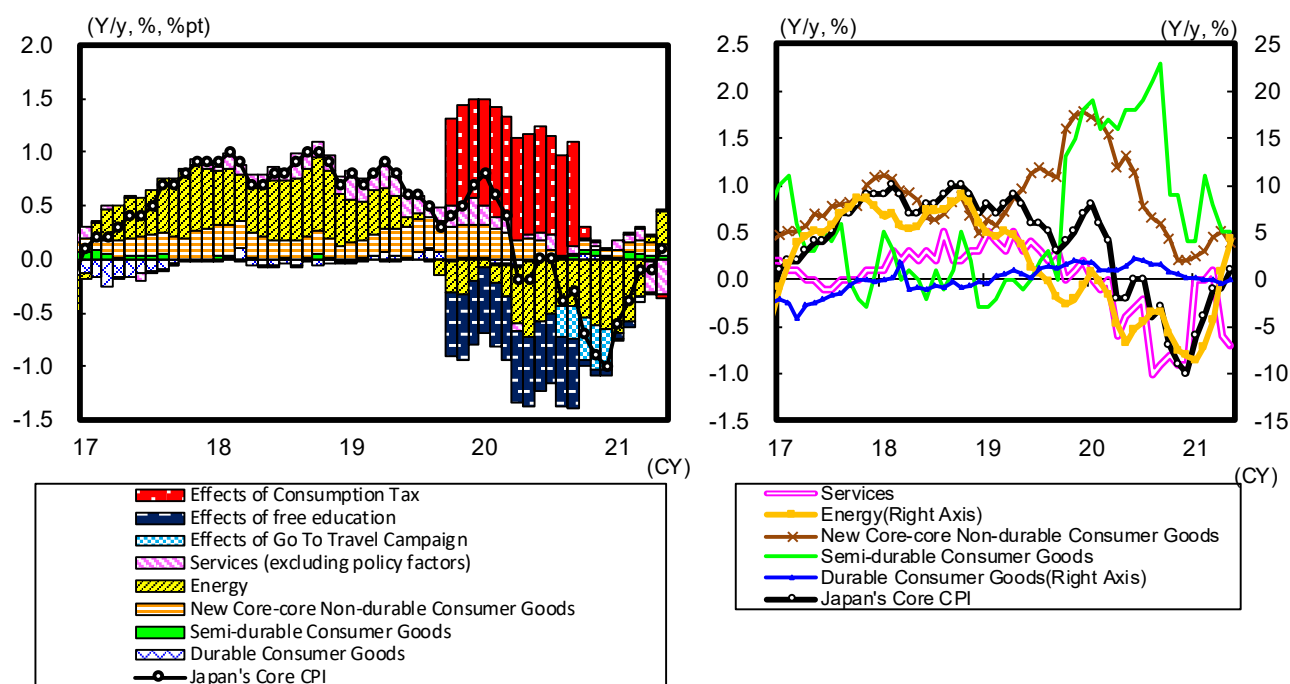 (Y/y, %, %pt)
2.0
1.5
1.0
0.5
0.0
-0.5
-1.0
-1.5
17 18 19 20 21
(CY)
Effects of Consumption Tax
Effects of free education
Effects of Go To Travel Campaign
Services (excluding policy factors)
Energy
New Core-core Non-durable Consumer Goods
Semi-durable Consumer Goods
Durable Consumer Goods
Japan's Core CPI
(Y/y, %) (Y/y, %)
2.5 25
2.0 20
1.5 15
1.0 10
0.5 5
0.0 0
-0.5 -5
-1.0 -10
-1.5 -15
17 18 19 20 21
(CY)
Services
Energy(Right Axis)
New Core-core Non-durable Consumer Goods
Semi-durable Consumer Goods
Durable Consumer Goods(Right Axis)
Japan's Core CPI